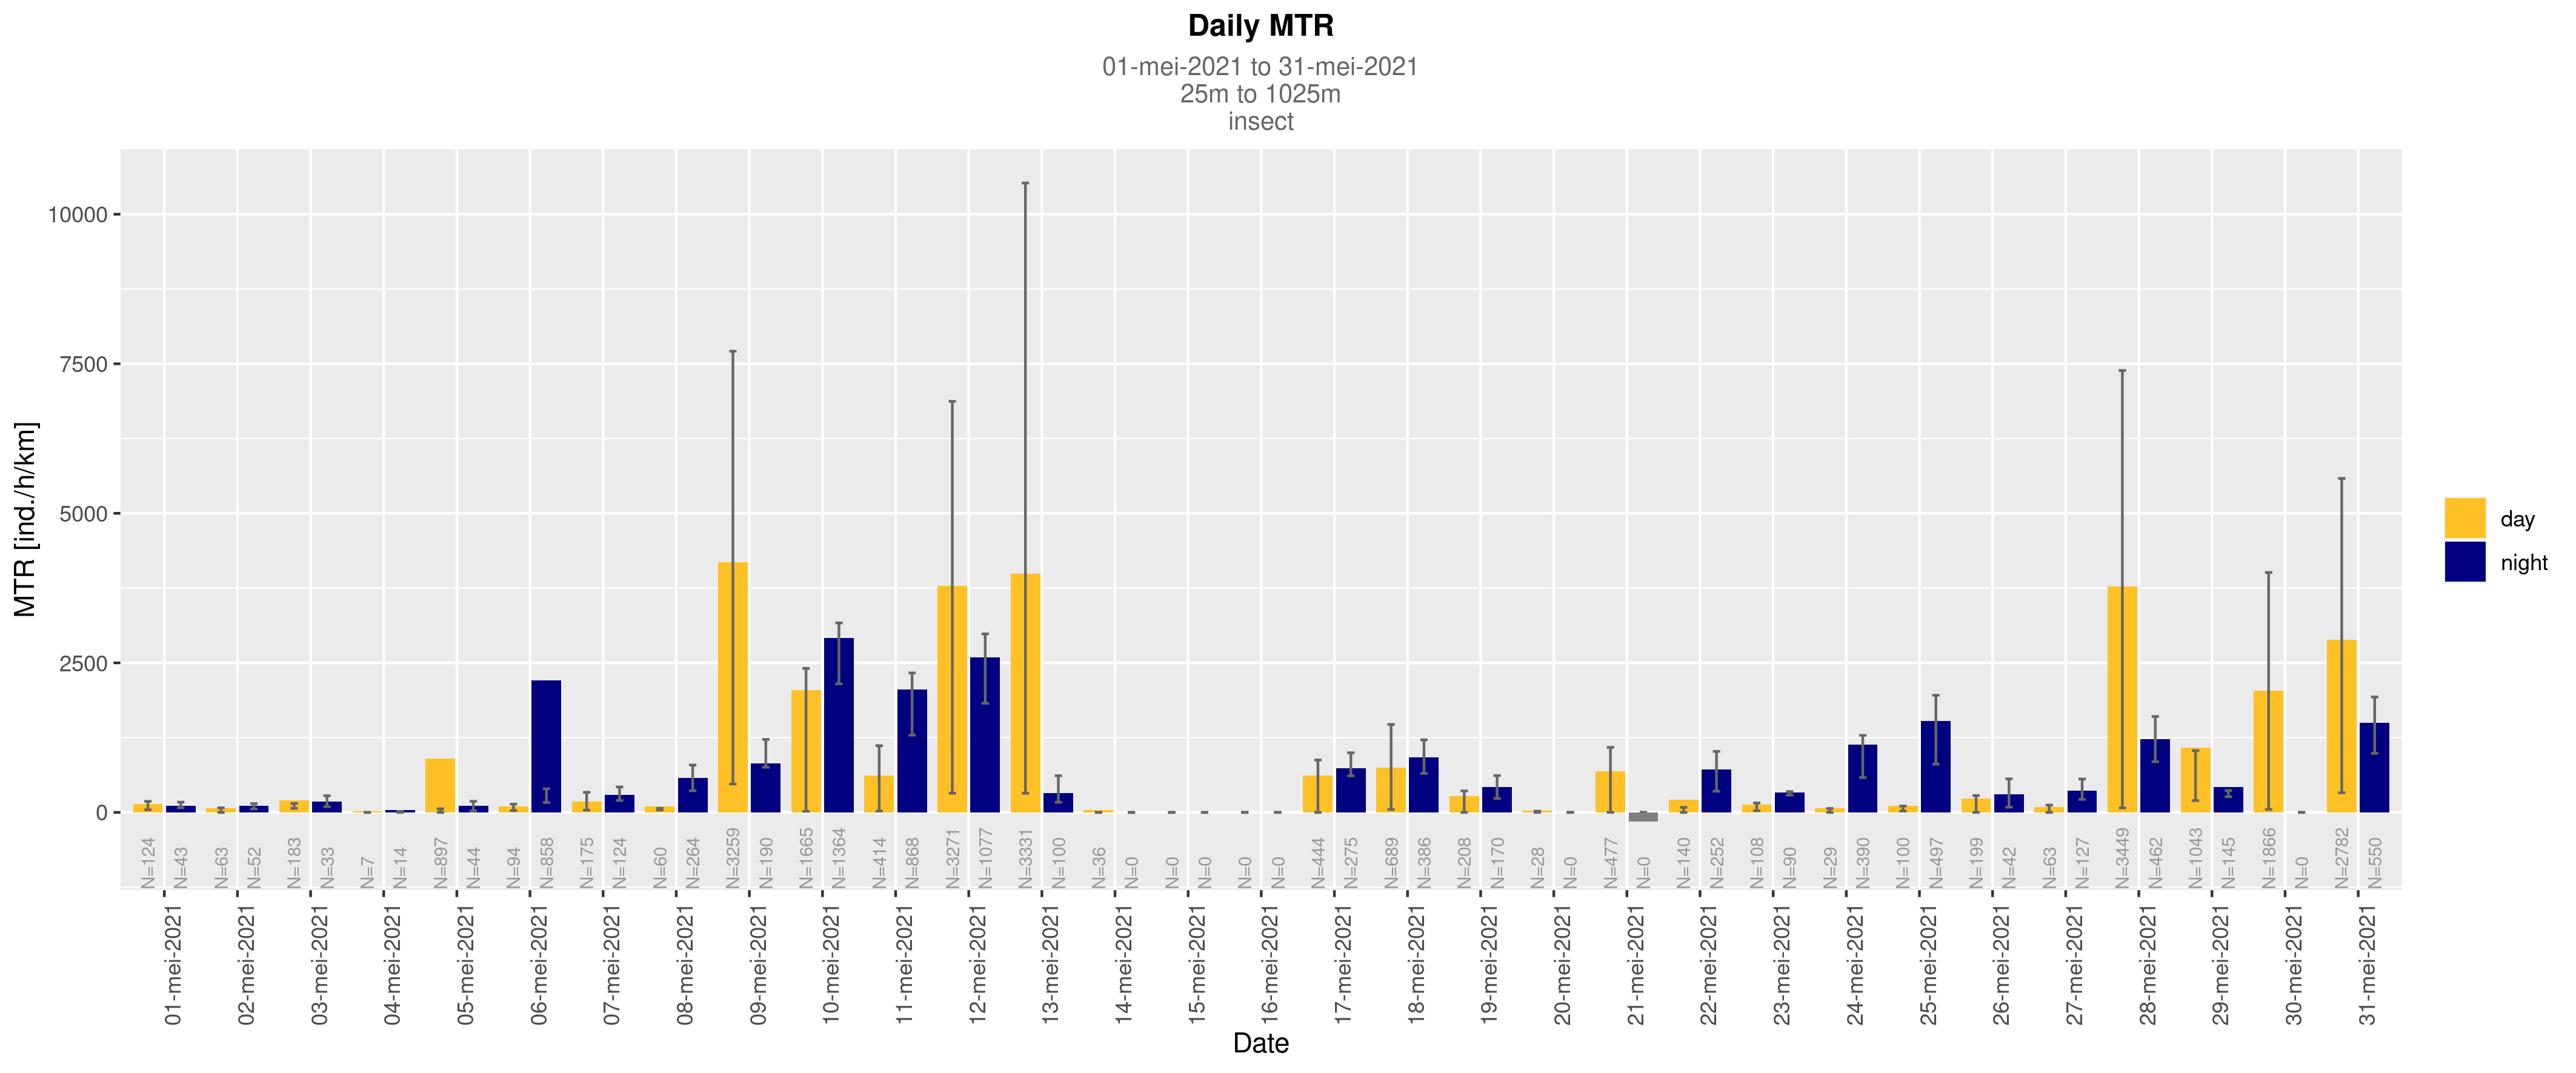 Daily MTR
01-mei-2021 to 31-mei-2021
25m to 1025m
insect
MTR [ind./h/km]
10000
7500
5000
2500
0
day
night
N=124
N=43
N=63
N=52
N=183
N=33
N=7
N=14
N=897
N=44
N=94
N=858
N=175
N=124
N=60
N=264
N=3259
N=190
N=1665
N=1364
N=414
N=868
N=3271
N=1077
N=3331
N=100
N=36
N=0
N=0
N=0
N=0
N=0
N=444
N=275
N=689
N=386
N=208
N=170
N=28
N=0
N=477
N=0
N=140
N=252
N=108
N=90
N=29
N=390
N=100
N=497
N=199
N=42
N=63
N=127
N=3449
N=462
N=1043
N=145
N=1866
N=0
N=2782
N=550
01-mei-2021
02-mei-2021
03-mei-2021
04-mei-2021
05-mei-2021
06-mei-2021
07-mei-2021
08-mei-2021
09-mei-2021
10-mei-2021
11-mei-2021
12-mei-2021
13-mei-2021
14-mei-2021
15-mei-2021
16-mei-2021
17-mei-2021
18-mei-2021
19-mei-2021
20-mei-2021
21-mei-2021
22-mei-2021
23-mei-2021
24-mei-2021
25-mei-2021
26-mei-2021
27-mei-2021
28-mei-2021
29-mei-2021
30-mei-2021
31-mei-2021
Date